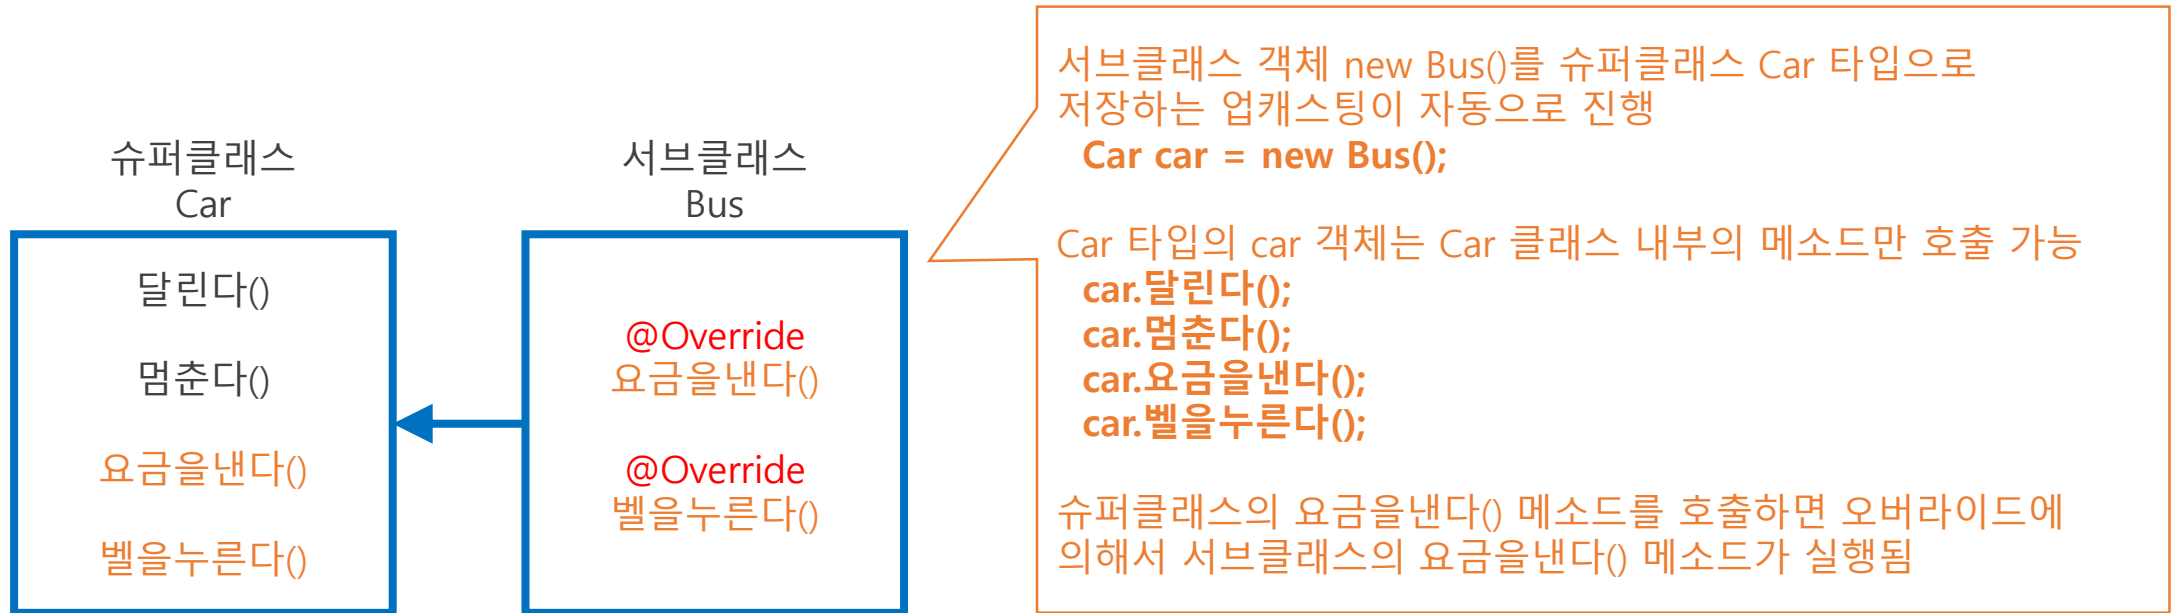 슈퍼클래스
Car
달린다()
멈춘다()
요금을낸다()
벨을누른다()
서브클래스
Bus
@Override
요금을낸다()
@Override
벨을누른다()
서브클래스 객체 new Bus()를 슈퍼클래스 Car 타입으로
저장하는 업캐스팅이 자동으로 진행
Car car = new Bus();
Car 타입의 car 객체는 Car 클래스 내부의 메소드만 호출 가능
car.달린다();
car.멈춘다();
car.요금을낸다();
car.벨을누른다();
슈퍼클래스의 요금을낸다() 메소드를 호출하면 오버라이드에
의해서 서브클래스의 요금을낸다() 메소드가 실행됨